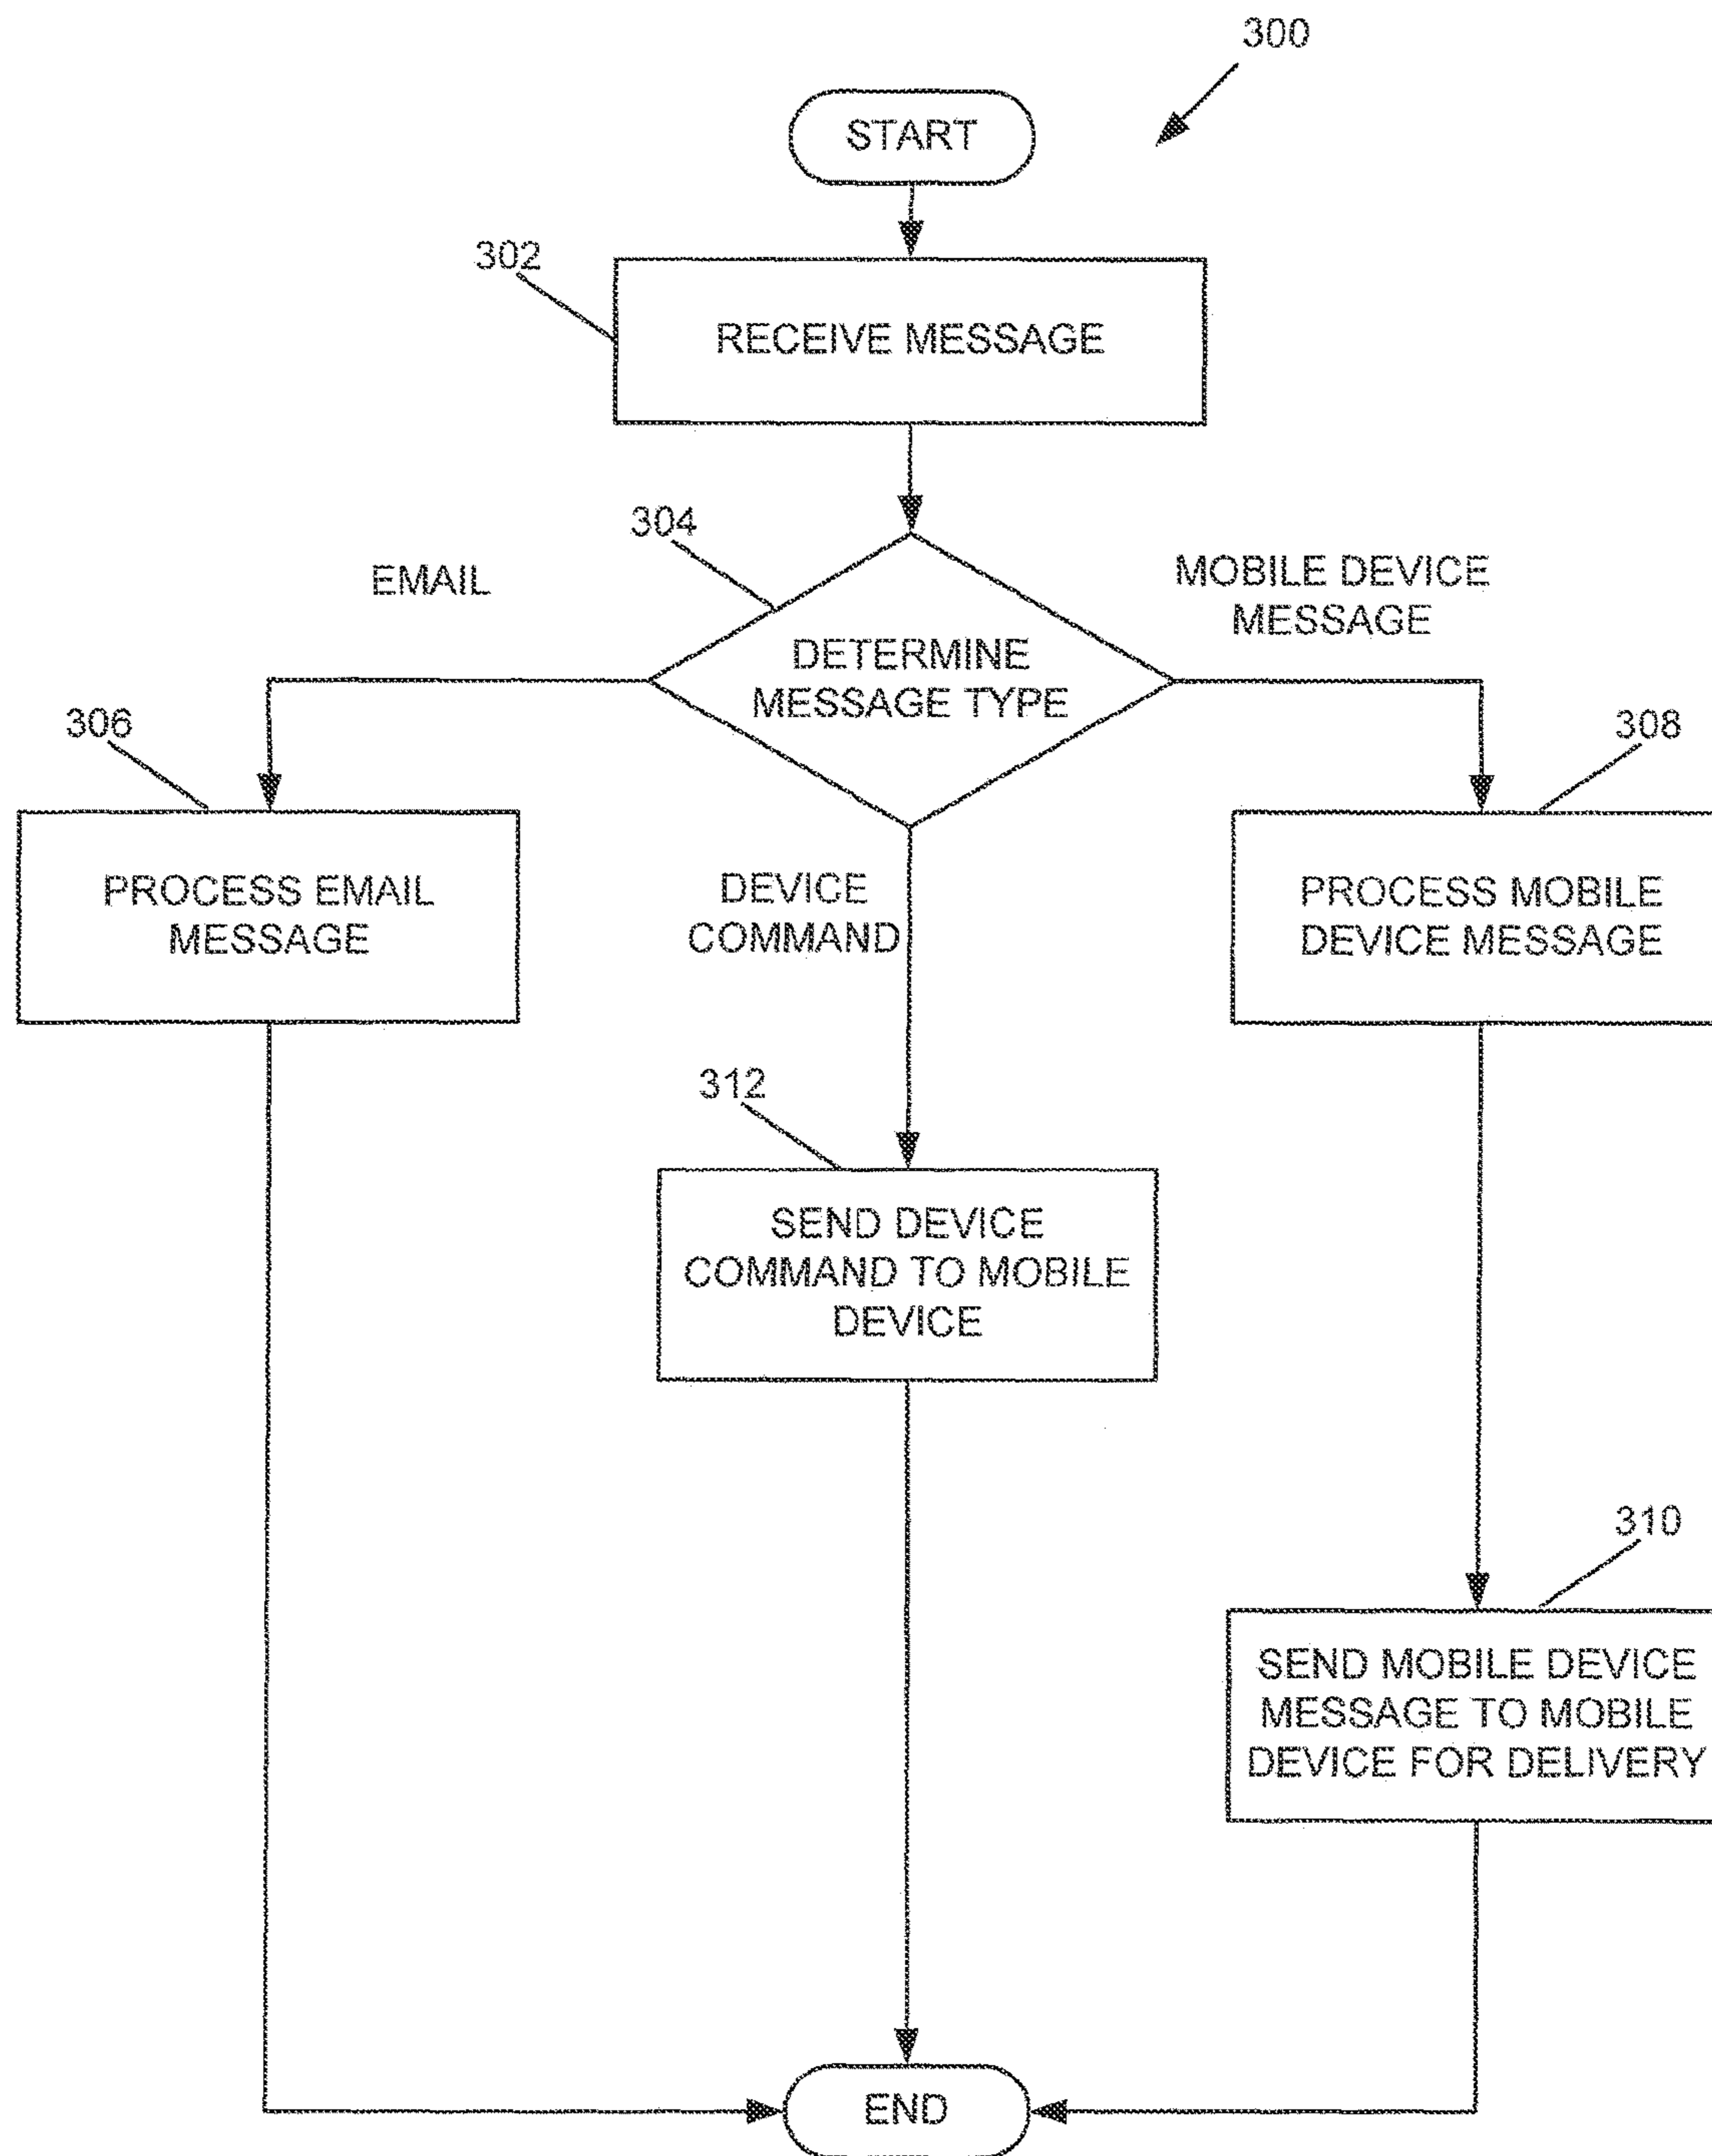 300
START
302
RECEIVE MESSAGE
304
EMAIL
MOBILE DEVICE
MESSAGE
DETERMINE
MESSAGE TYPE
306
308
PROCESS EMAIL
MESSAGE
DEVICE
COMMAND
PROCESS MOBILE
DEVICE MESSAGE
312
SEND DEVICE
COMMAND TO MOBILE
DEVICE
310
SEND MOBILE DEVICE
MESSAGE TO MOBILE
DEVICE FOR DELIVERY
END